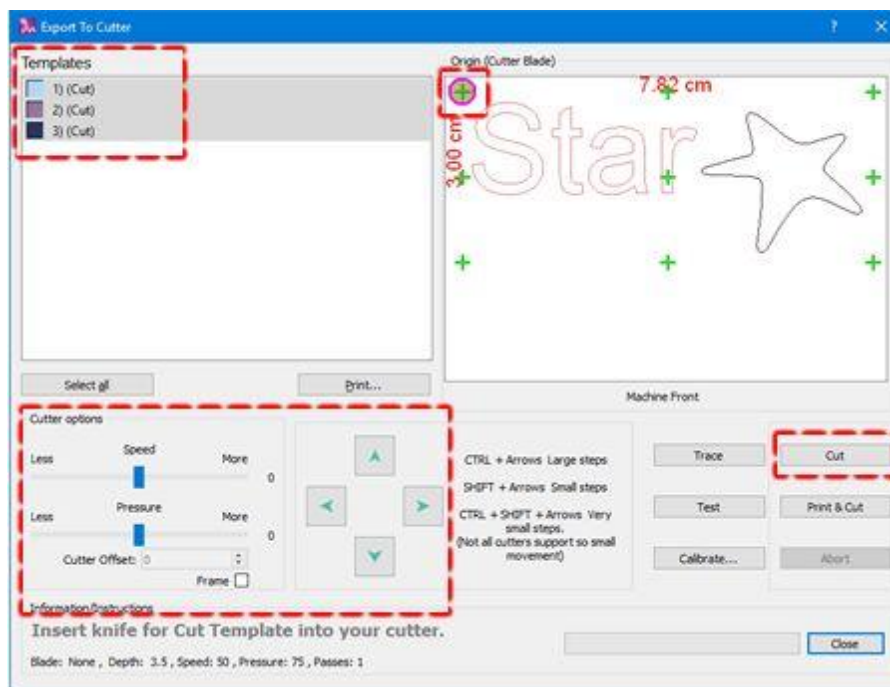 Export To Cutter
?
Templates
1) (Cut)
2) (Cut)
3) (Cut)
Origin (Cutter Blade)
7.82 cm
3.00 cm
Star
Select all
Print...
Machine Front
Cutter options
Speed
Less
More
0
Pressure
Less
More
0
Cutter Offset: 0
Frame
CTRL + Arrows Large steps
SHIFT + Arrows Small steps
CTRL + SHIFT + Arrows Very
small steps.
(Not all cutters support so small
movement)
Trace
Cut
Test
Print & Cut
Calibrate...
Abort
Information/Instructions
Insert knife for Cut Template into your cutter.
Blade: None , Depth: 3.5 , Speed: 50 , Pressure: 75 , Passes: 1
Close